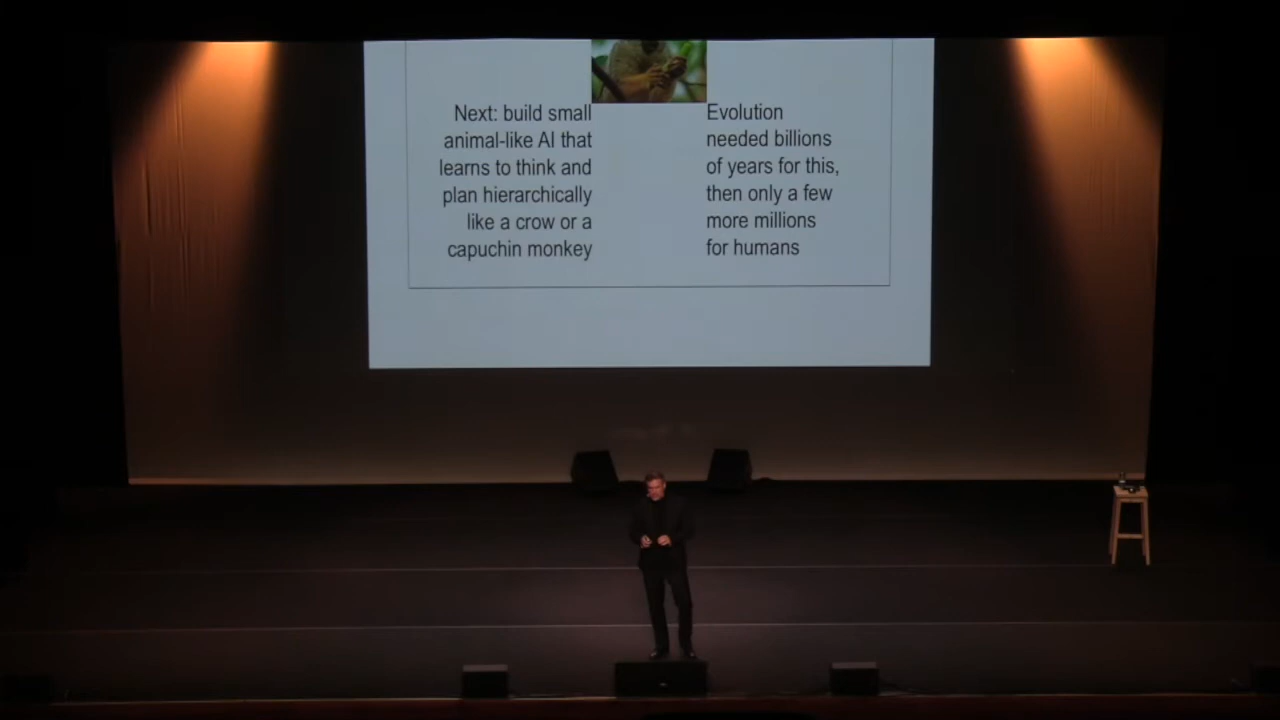 Next: build small
animal-like AI that
learns to think and
plan hierarchically
like a crow or a
capuchin monkey
Evolution
needed billions
of years for this,
then only a few
more millions
for humans